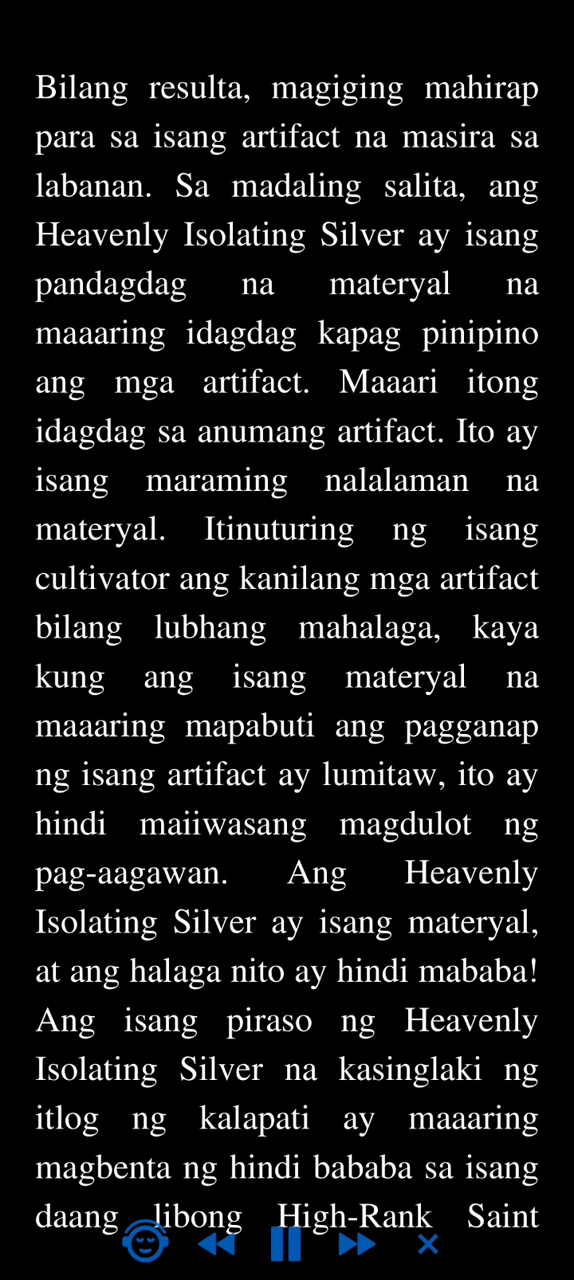 Bilang resulta, magiging mahirap
para sa isang artifact na masira sa
labanan. Sa madaling salita, ang
Heavenly Isolating Silver ay isang
pandagdag na materyal na
maaaring idagdag kapag pinipino
ang mga artifact. Maaari itong
idagdag sa anumang artifact. Ito ay
isang maraming nalalaman na
materyal. Itinuturing ng isang
cultivator ang kanilang mga artifact
bilang lubhang mahalaga, kaya
kung ang isang materyal na
maaaring mapabuti ang pagganap
ng isang artifact ay lumitaw, ito ay
hindi maiiwasang magdulot ng
pag-aagawan. Ang Heavenly
Isolating Silver ay isang materyal,
at ang halaga nito ay hindi mababa!
Ang isang piraso ng Heavenly
Isolating Silver na kasinglaki ng
itlog ng kalapati ay maaaring
magbenta ng hindi bababa sa isang
daang libong High-Rank Saint